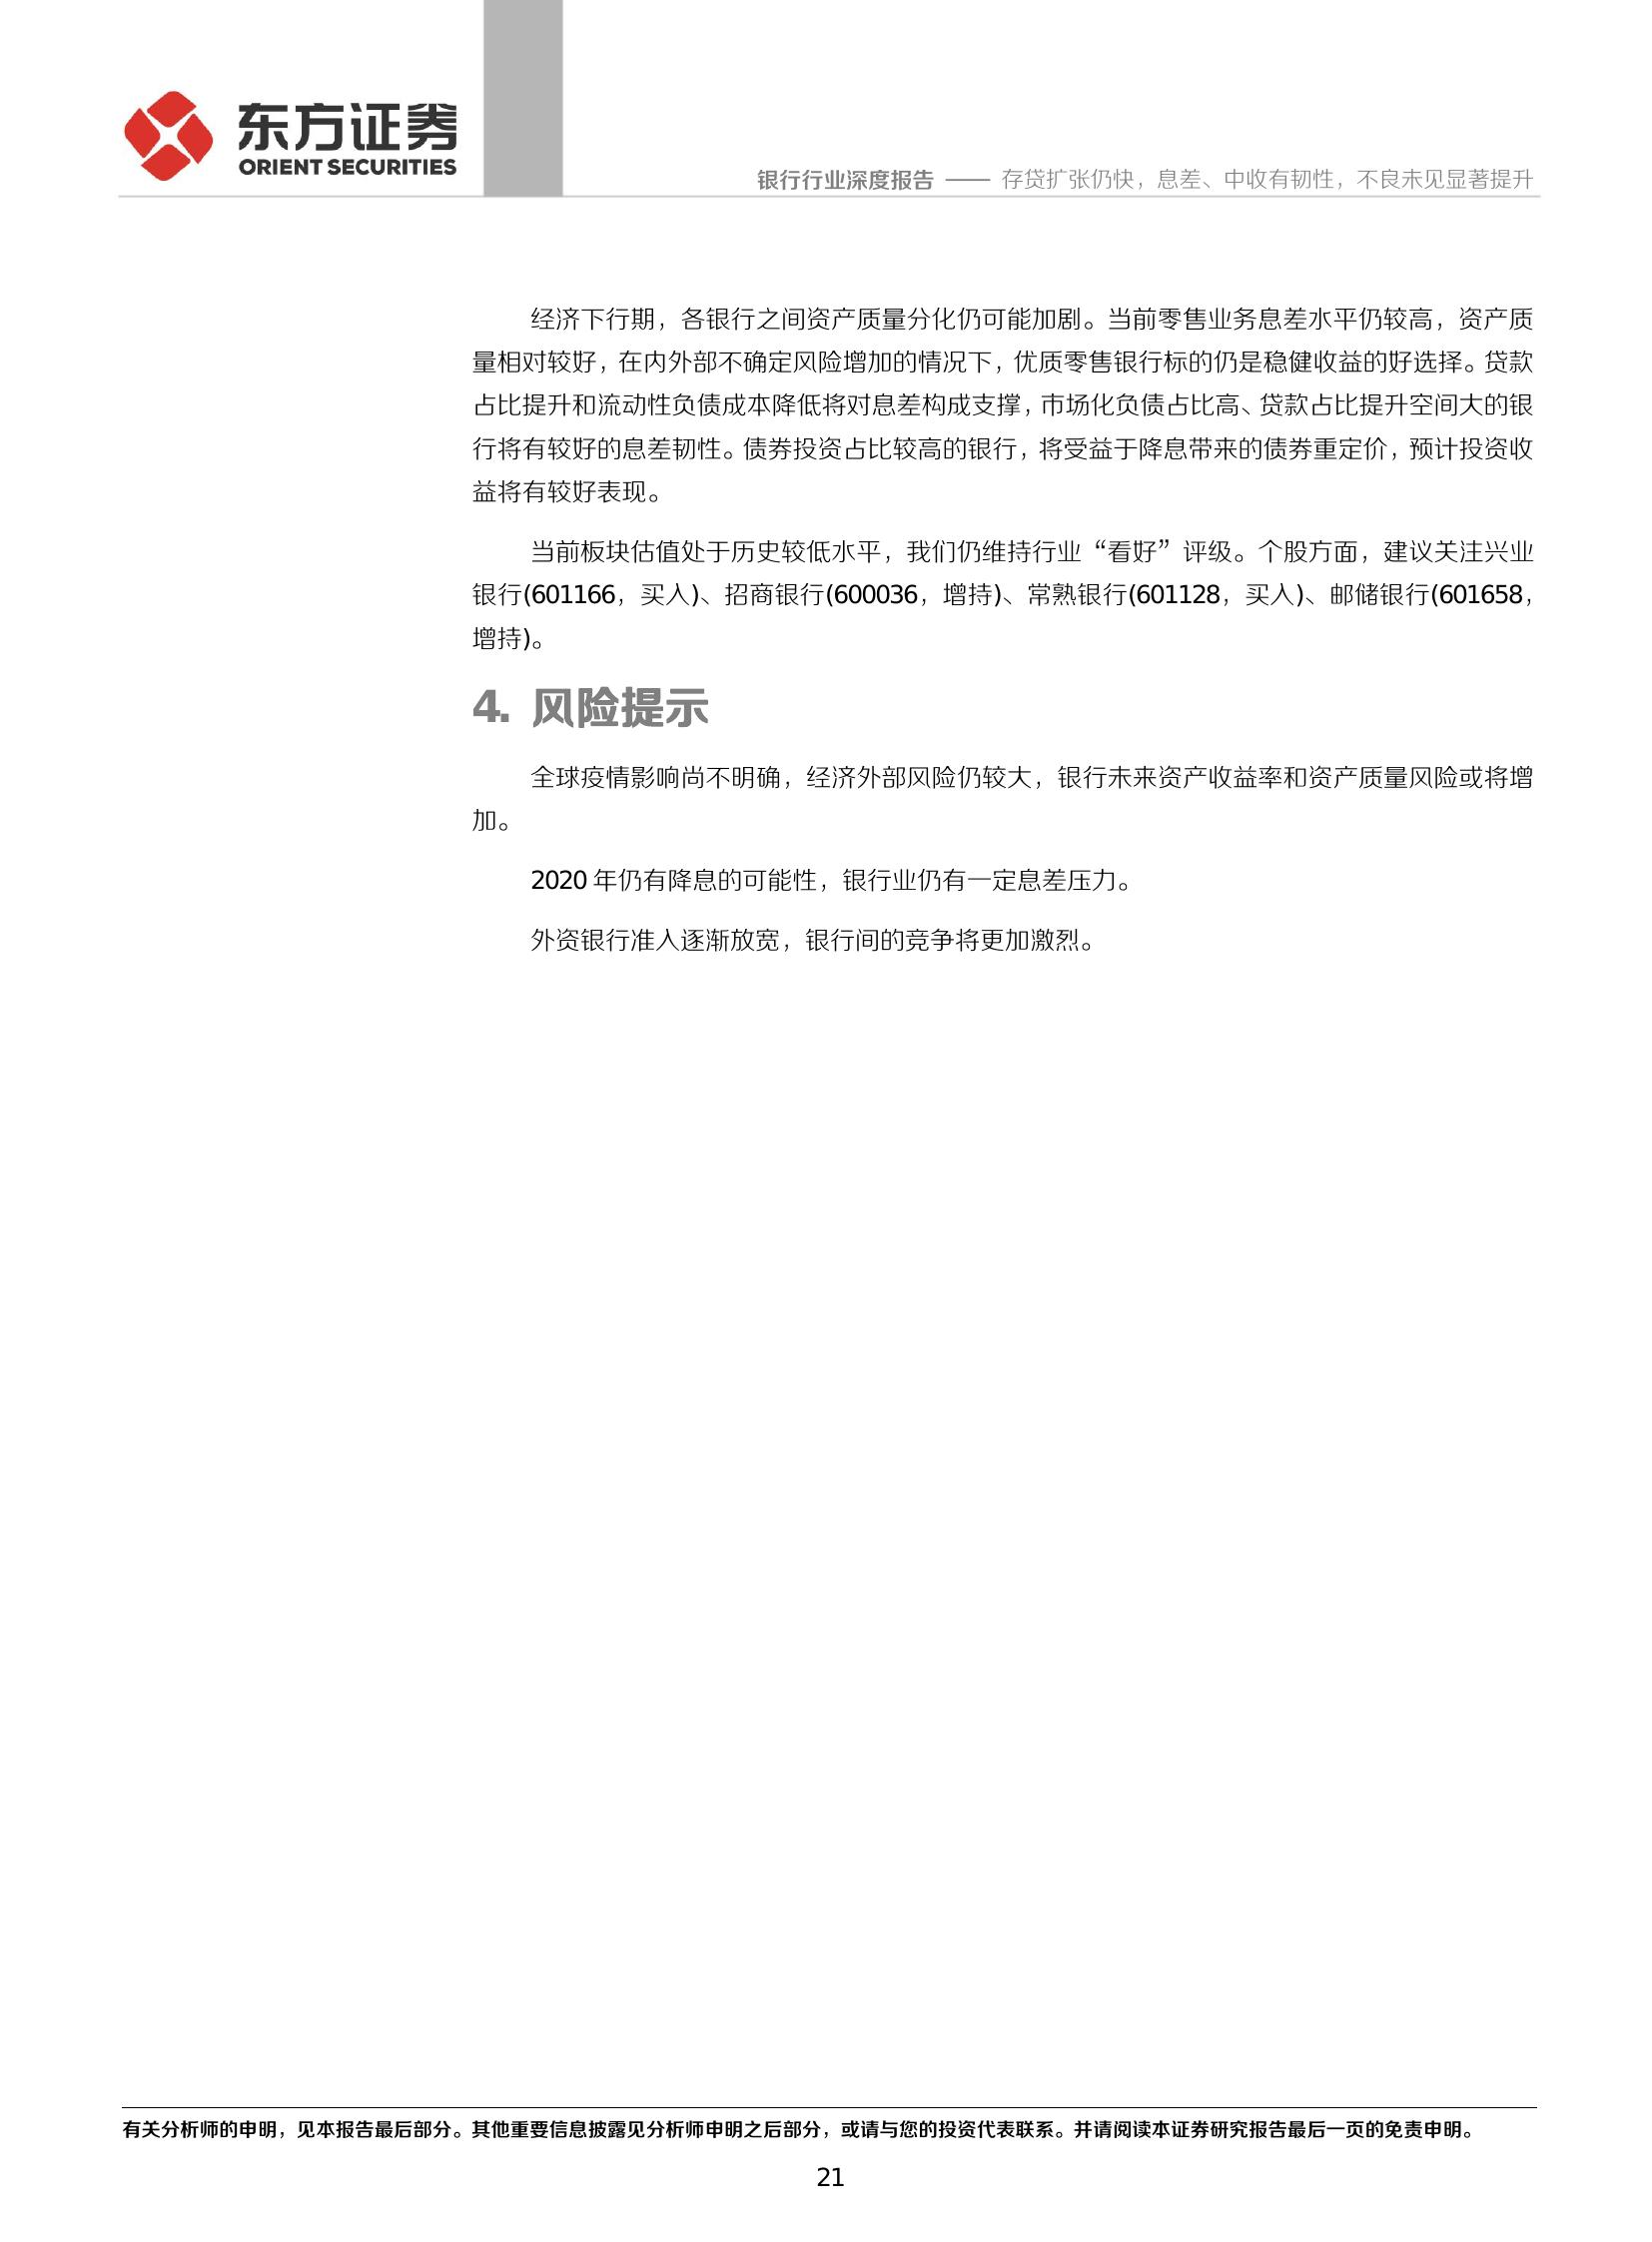 东方证券
ORIENT SECURITIES
银行行业深度报告 —— 存贷扩张仍快，息差、中收有韧性，不良未见显著提升
经济下行期，各银行之间资产质量分化仍可能加剧。当前零售业务息差水平仍较高，资产质
量相对较好，在内外部不确定风险增加的情况下，优质零售银行标的仍是稳健收益的好选择。贷款
占比提升和流动性负债成本降低将对息差构成支撑，市场化负债占比高、贷款占比提升空间大的银
行将有较好的息差韧性。债券投资占比较高的银行，将受益于降息带来的债券重定价，预计投资收
益将有较好表现。
当前板块估值处于历史较低水平，我们仍维持行业“看好”评级。个股方面，建议关注兴业
银行(601166，买入)、招商银行(600036，增持)、常熟银行(601128，买入)、邮储银行(601658，
增持)。
4. 风险提示
全球疫情影响尚不明确，经济外部风险仍较大，银行未来资产收益率和资产质量风险或将增
加。
2020 年仍有降息的可能性，银行业仍有一定息差压力。
外资银行准入逐渐放宽，银行间的竞争将更加激烈。
有关分析师的申明，见本报告最后部分。其他重要信息披露见分析师申明之后部分，或请与您的投资代表联系。并请阅读本证券研究报告最后一页的免责申明。
21